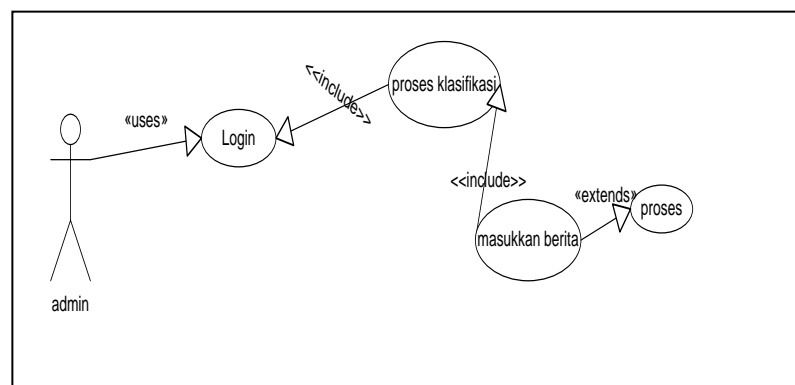 <<include>>
proses klasifikasi
«uses»
Login
<<include>>
«extends»
proses
masukkan berita
admin